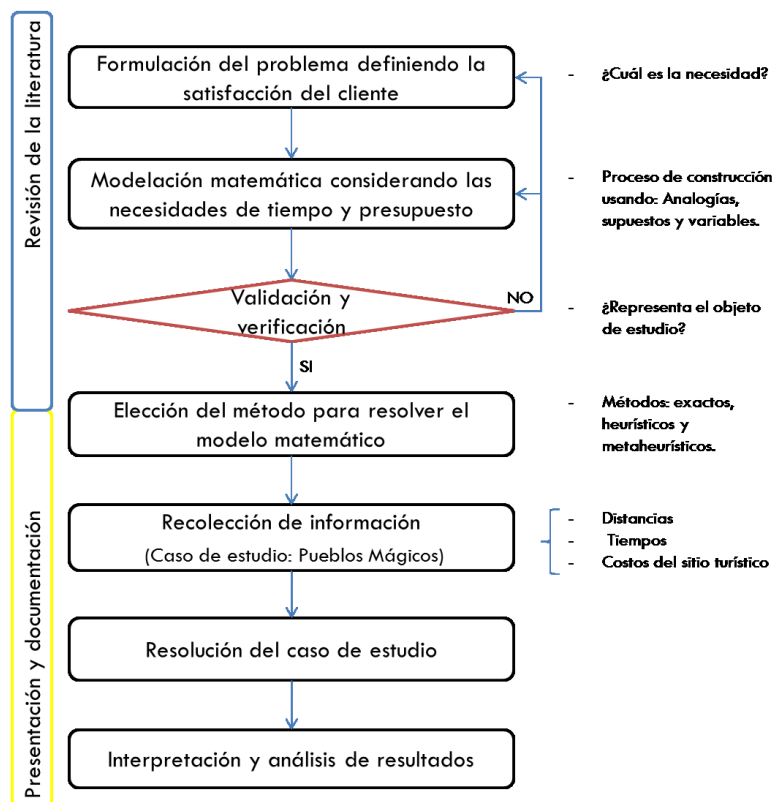 Revisión de la literatura
Formulación del problema definiendo la
satisfacción del cliente
- ¿Cuál es la necesidad?
Modelación matemática considerando las
necesidades de tiempo y presupuesto
- Proceso de construcción
usando: Analogías,
supuestos y variables.
Validación y
verificación
NO
- ¿Representa el objeto
de estudio?
SI
Presentación y documentación
Elección del método para resolver el
modelo matemático
- Métodos: exactos,
heurísticos y
metaheurísticos.
Recolección de información
(Caso de estudio: Pueblos Mágicos)
- Distancias
- Tiempos
- Costos del sitio turístico
Resolución del caso de estudio
Interpretación y análisis de resultados